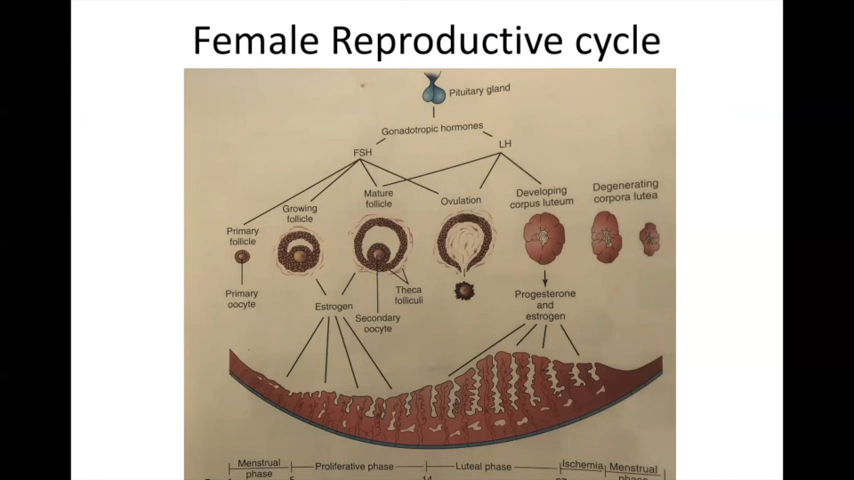 Female Reproductive cycle
Pituitary gland
Gonadotropic hormones
FSH
LH
Primary
follicle
Growing
follicle
Mature
follicle
Ovulation
Developing
corpus luteum
Degenerating
corpora lutea
Primary
oocyte
Estrogen
Theca
folliculi
Secondary
oocyte
Progesterone
and
estrogen
Menstrual
phase
Proliferative phase
Luteal phase
Ischemia
Menstrual
phase
5
14